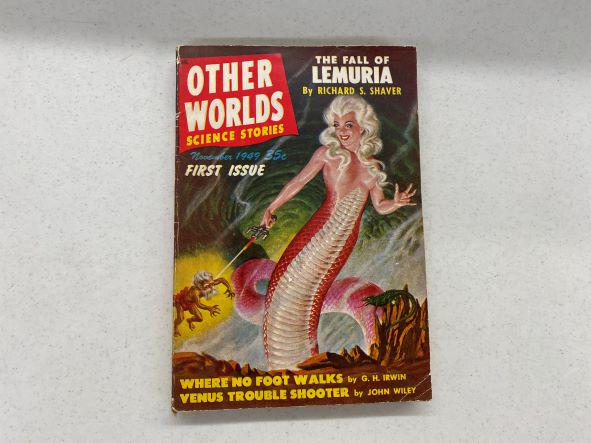 OTHER
WORLDS
SCIENCE STORIES
November 1949 35c
FIRST ISSUE
THE FALL OF
LEMURIA
By RICHARD S. SHAVER
WHERE NO FOOT WALKS by G. H. IRWIN
VENUS TROUBLE SHOOTER by JOHN WILEY